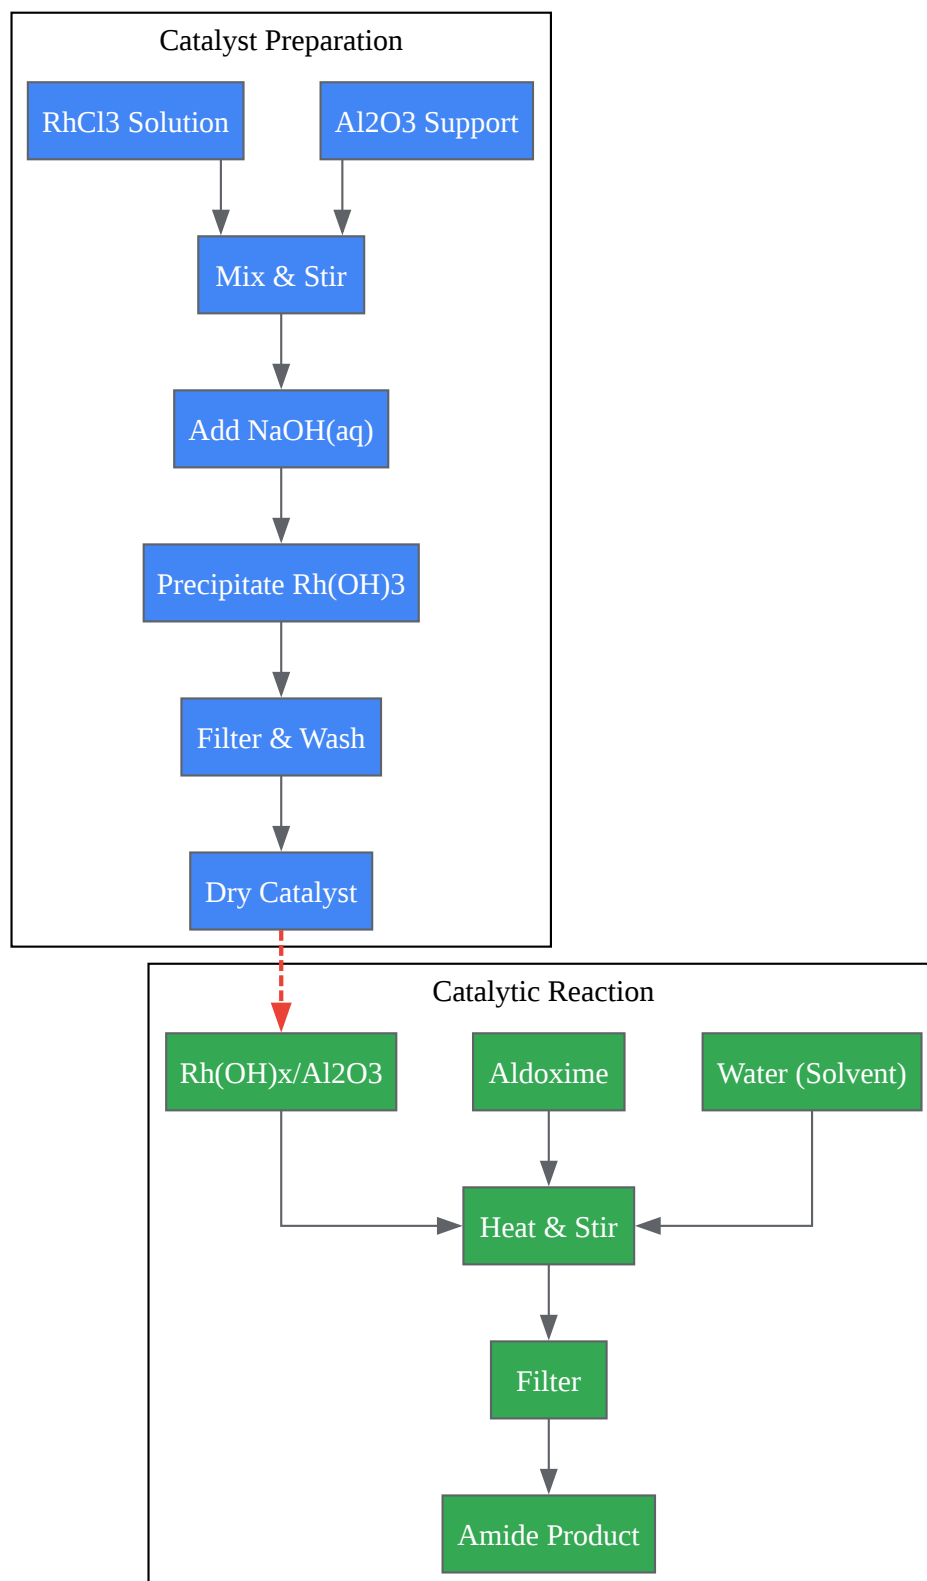 Catalyst Preparation
RhCl3 Solution
Al2O3 Support
Mix & Stir
Add NaOH(aq)
Precipitate Rh(OH)3
Filter & Wash
Dry Catalyst
Catalytic Reaction
Rh(OH)x/Al2O3
Aldoxime
Water (Solvent)
Heat & Stir
Filter
Amide Product